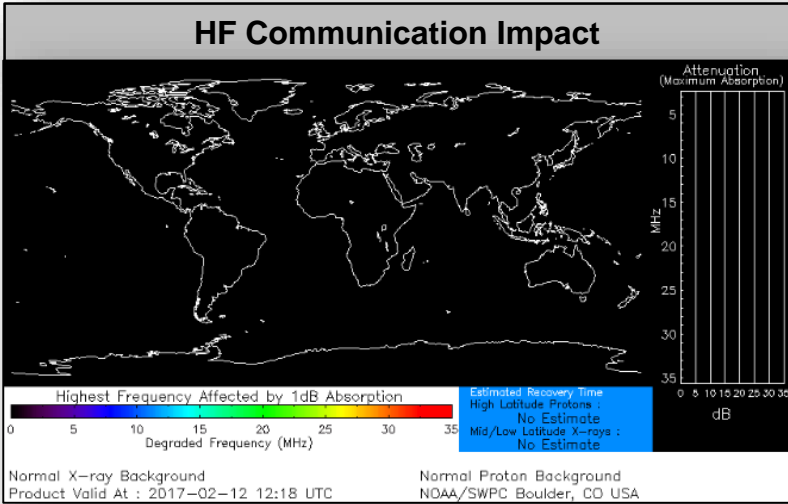 HF Communication Impact
Attenuation
(Maximum Absorption)
5
10
15
20
25
30
35
MHz
0 5 10 15 20 25 30 35
dB
Highest Frequency Affected by 1dB Absorption
0 5 10 15 20 25 30 35
Degraded Frequency (MHz)
Estimated Recovery Time
High Latitude Protons :
No Estimate
Mid/Low Latitude X-rays :
No Estimate
Normal X-ray Background
Normal Proton Background
Product Valid At : 2017-02-12 12:18 UTC
NOAA/SWPC Boulder, CO USA